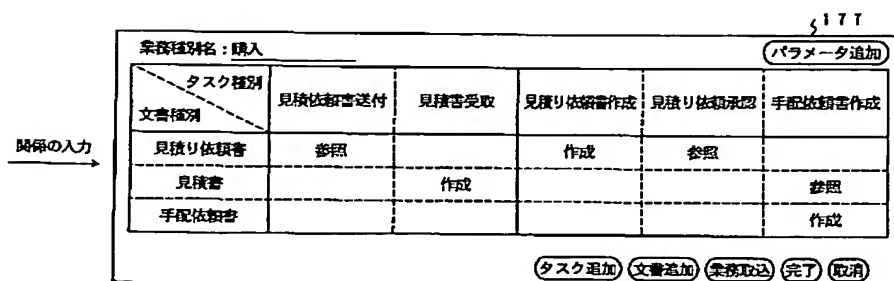 177
業務種別名：購入 パラメータ追加
タスク種別 見積依頼書送付 見積書受取 見積り依頼書作成 見積り依頼承認 手配依頼書作成
文書種別
関係の入力 見積り依頼書 参照 作成 参照
見積書 作成 参照
手配依頼書 作成
タスク追加 文書追加 業務取込 完了 取消